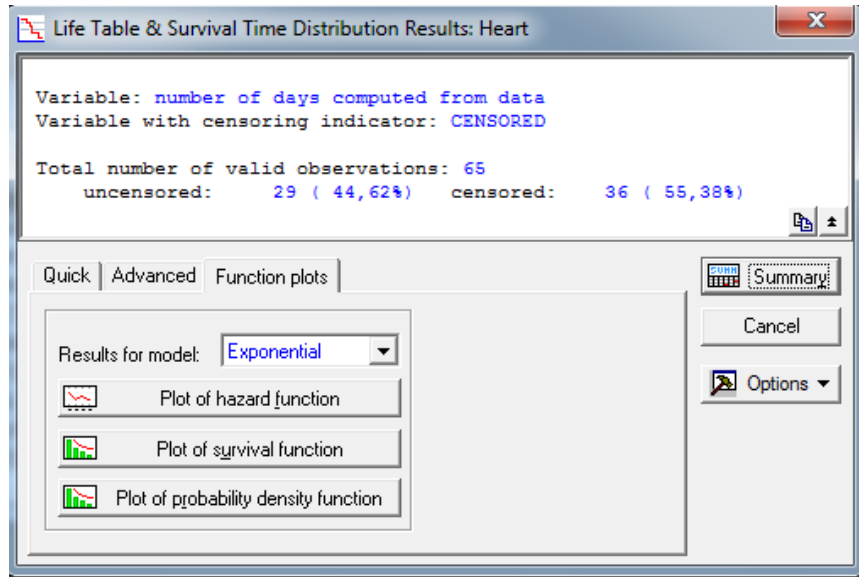 Life Table & Survival Time Distribution Results: Heart
Variable: number of days computed from data
Variable with censoring indicator: CENSORED
Total number of valid observations: 65
uncensored: 29 ( 44,62%) censored: 36 ( 55,38%)
Quick Advanced Function plots
Results for model: Exponential
Plot of hazard function
Plot of survival function
Plot of probability density function
SUMM Summary
Cancel
Options